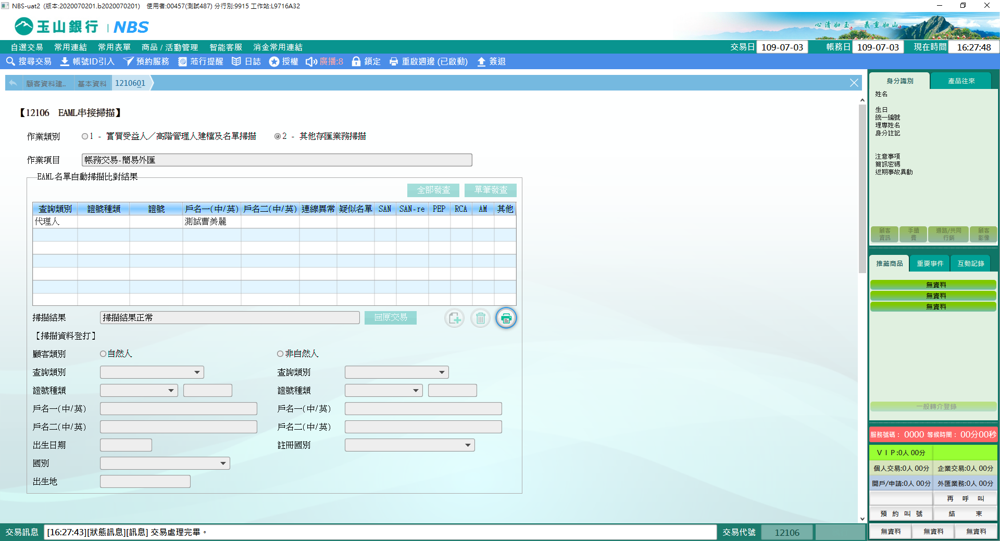 NBS-uat2 (版本:2020070201.b2020070201) 使用者:00457(測試487) 分行別:9915 工作站:L9716A32
玉山銀行 | NBS
心清如玉 義重如山
自選交易 常用連結 常用表單 商品 / 活動管理 智能客服 消金常用連結 交易日 109-07-03 帳務日 109-07-03 現在時間 16:27:48
搜尋交易 帳號ID引入 預約服務 蒞行提醒 日誌 授權 廣播:8 鎖定 重啟週邊 (已啟動) 簽退
顧客資料建.. 基本資料 1210601
【12106 EAML串接掃描】
作業類別 1 - 實質受益人／高階管理人建檔及名單掃描 2 - 其他存匯業務掃描
作業項目 帳務交易-簡易外匯
EAML名單自動掃描比對結果
全部發查 單筆發查
查詢類別 證號種類 證號 戶名一(中/英) 戶名二(中/英) 連線異常 疑似名單 SAN SAN-re PEP RCA AM 其他
代理人 測試曹美麗
掃描結果 掃描結果正常 回原交易
【掃描資料登打】
顧客類別 自然人 非自然人
查詢類別 查詢類別
證號種類 證號種類
戶名一(中/英) 戶名一(中/英)
戶名二(中/英) 戶名二(中/英)
出生日期 註冊國別
國別
出生地
交易訊息 [16:27:43][狀態訊息][訊息] 交易處理完畢。 交易代號 12106
身分識別 產品往來
姓名
生日
統一編號
理專姓名
身分註記
注意事項
簡訊密碼
近期事故異動
顧客資訊 手續費 通路/共同行銷 顧客影像
推薦商品 重要事件 互動記錄
無資料
無資料
無資料
一般轉介登錄
服務號碼： 0000 等候時間： 00分00秒
ＶＩＰ:0人 00分
個人交易:0人 00分 企業交易:0人 00分
開戶/申請:0人 00分 外匯業務:0人 00分
再 呼 叫
預 約 叫 號 結 束
無資料 無資料 無資料